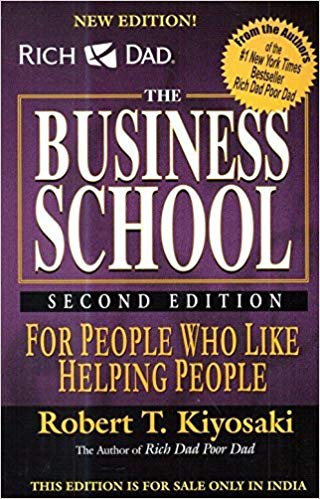 NEW EDITION!
RICH DAD®
From the Authors
of the
#1 New York Times
Bestseller
Rich Dad Poor Dad
THE
BUSINESS
SCHOOL
SECOND EDITION
FOR PEOPLE WHO LIKE
HELPING PEOPLE
Robert T. Kiyosaki
The Author of Rich Dad Poor Dad
THIS EDITION IS FOR SALE ONLY IN INDIA